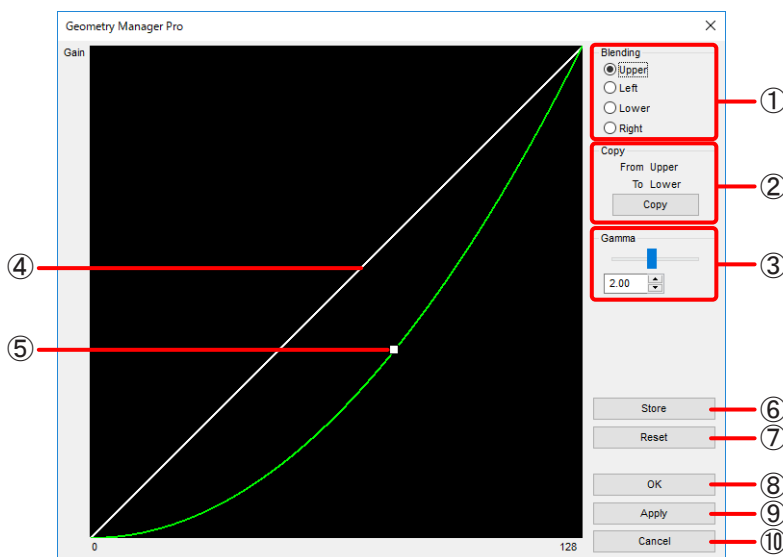 Geometry Manager Pro
Gain
Blending
Upper
Left
Lower
Right
①
Copy
From Upper
To Lower
Copy
②
Gamma
2.00
③
④
⑤
Store
⑥
Reset
⑦
OK
⑧
Apply
⑨
Cancel
⑩
0
128